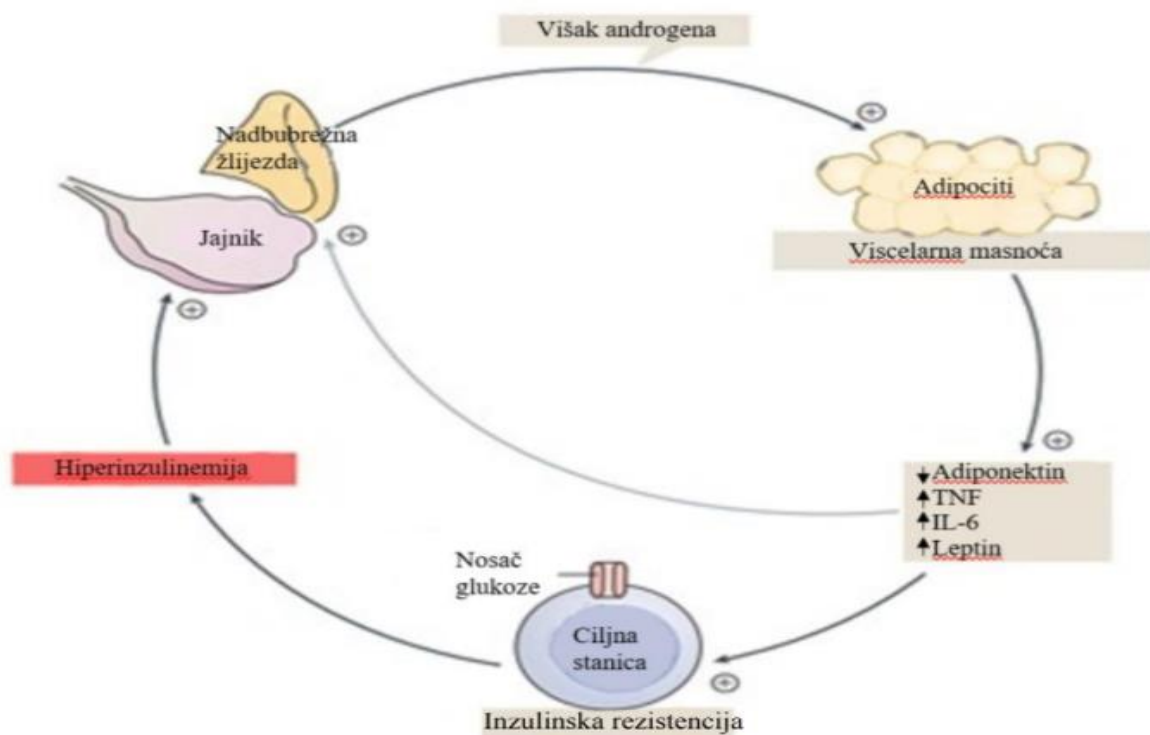 Višak androgena
Nadbubrežna
žlijezda
Jajnik
Adipociti
Viscelarna masnoća
Hiperinzulinemija
Adiponektin
TNF
IL-6
Leptin
Nosač
glukoze
Ciljna
stanica
Inzulinska rezistencija